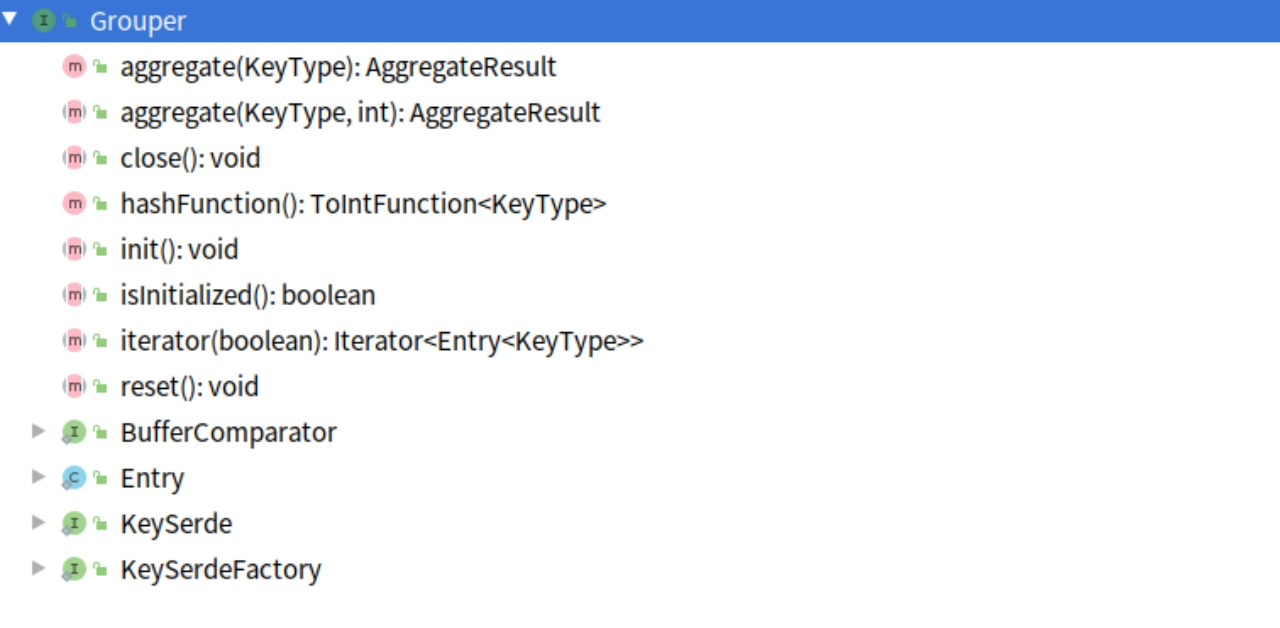 Grouper
aggregate(KeyType): AggregateResult
aggregate(KeyType, int): AggregateResult
close(): void
hashFunction(): ToIntFunction<KeyType>
init(): void
isInitialized(): boolean
iterator(boolean): Iterator<Entry<KeyType>>
reset(): void
BufferComparator
Entry
KeySerde
KeySerdeFactory